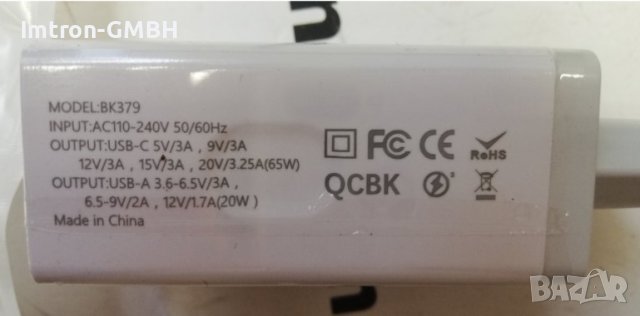 Imtron-GMBH
MODEL:BK379
INPUT:AC110-240V 50/60Hz
OUTPUT:USB-C 5V/3A , 9V/3A
12V/3A , 15V/3A , 20V/3.25A(65W)
OUTPUT:USB-A 3.6-6.5V/3A ,
6.5-9V/2A , 12V/1.7A(20W )
Made in China
FC CE RoHS
QCBK
bazar